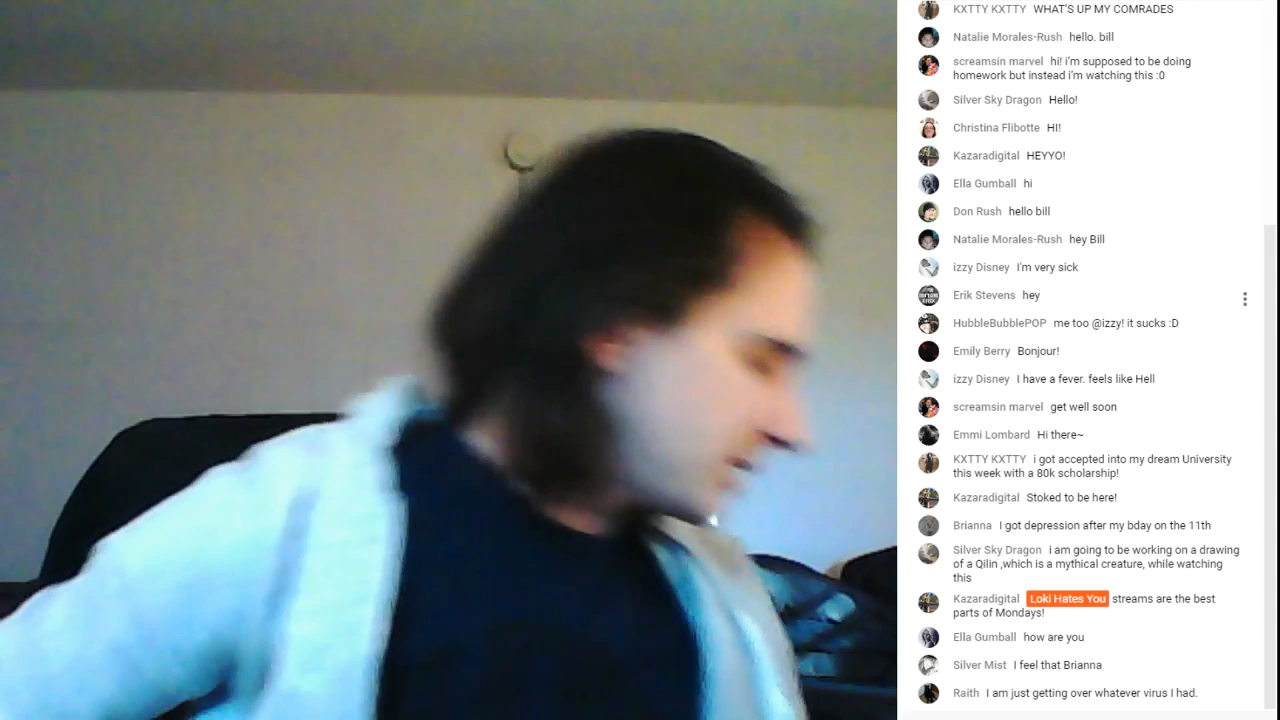 KXTTY KXTTY WHAT'S UP MY COMRADES
Natalie Morales-Rush hello. bill
screamsin marvel hi! i'm supposed to be doing
homework but instead i'm watching this :0
Silver Sky Dragon Hello!
Christina Flibotte HI!
Kazaradigital HEYYO!
Ella Gumball hi
Don Rush hello bill
Natalie Morales-Rush hey Bill
izzy Disney I'm very sick
Erik Stevens hey
HubbleBubblePOP me too @izzy! it sucks :D
Emily Berry Bonjour!
izzy Disney I have a fever. feels like Hell
screamsin marvel get well soon
Emmi Lombard Hi there~
KXTTY KXTTY i got accepted into my dream University
this week with a 80k scholarship!
Kazaradigital Stoked to be here!
Brianna I got depression after my bday on the 11th
Silver Sky Dragon i am going to be working on a drawing
of a Qilin ,which is a mythical creature, while watching
this
Kazaradigital Loki Hates You streams are the best
parts of Mondays!
Ella Gumball how are you
Silver Mist I feel that Brianna
Raith I am just getting over whatever virus I had.